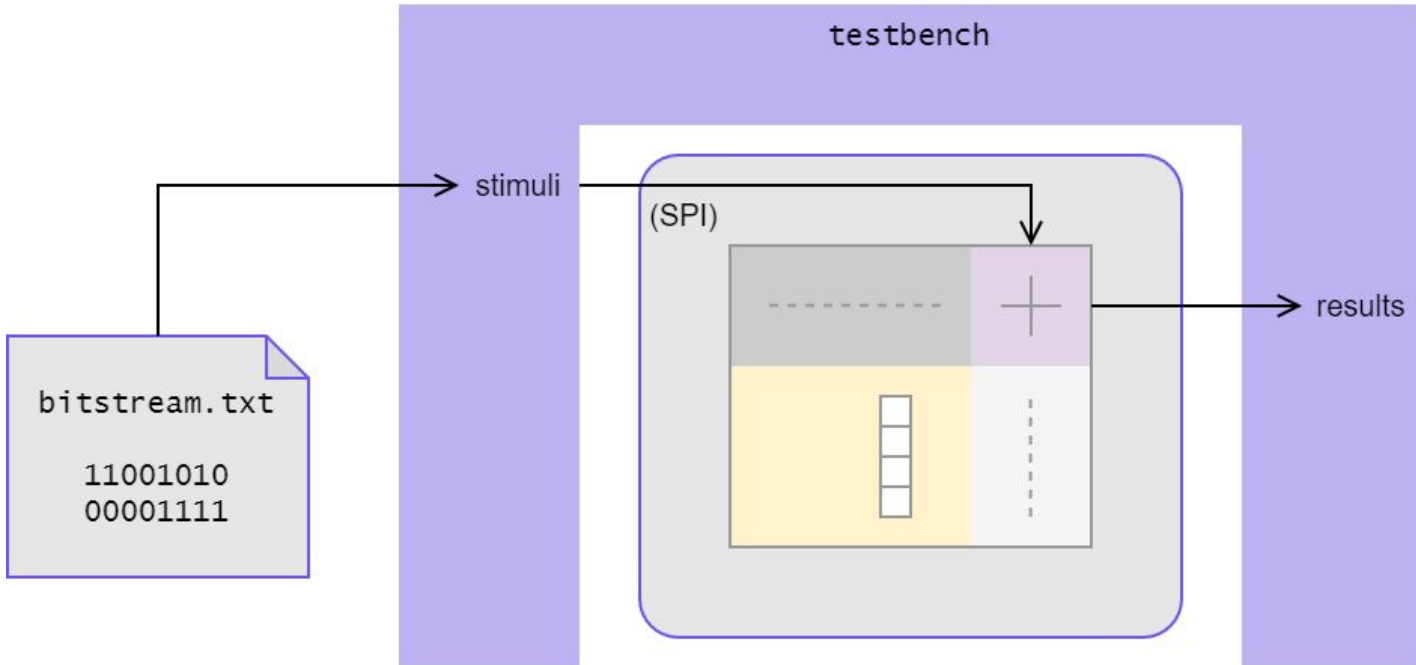 testbench
stimuli
(SPI)
results
bitstream.txt
11001010
00001111